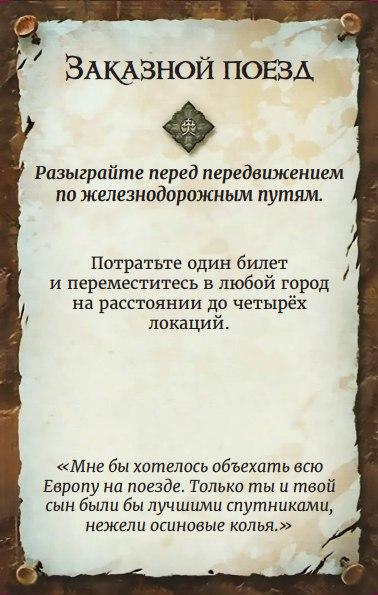 Заказной поезд
Разыграйте перед передвижением
по железнодорожным путям.
Потратьте один билет
и переместитесь в любой город
на расстоянии до четырёх
локаций.
«Мне бы хотелось объехать всю
Европу на поезде. Только ты и твой
сын были бы лучшими спутниками,
нежели осиновые колья.»